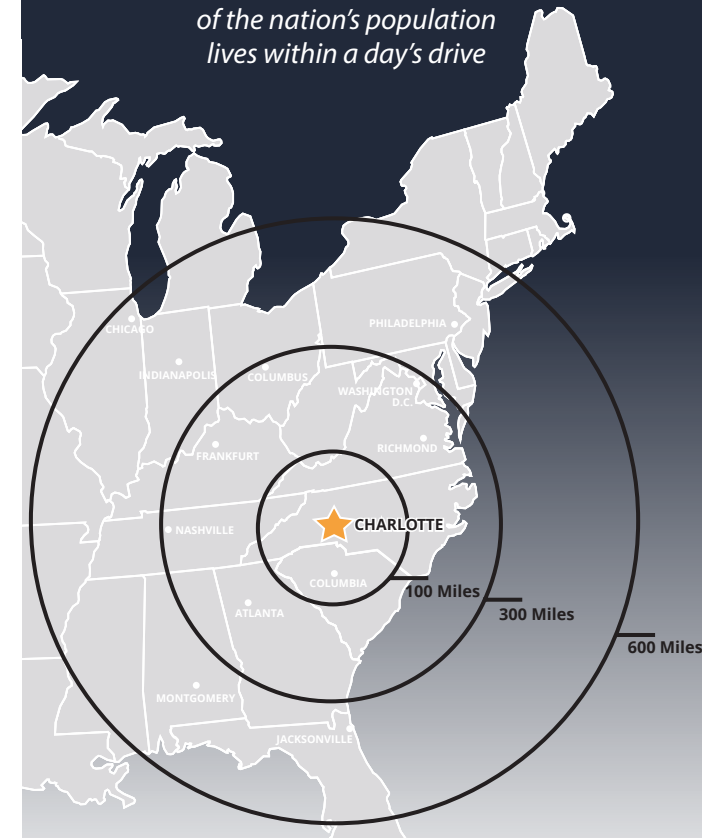 of the nation’s population
lives within a day’s drive
PHILADELPHIA
CHICAGO
INDIANAPOLIS
COLUMBUS
WASHINGTON
D.C.
RICHMOND
FRANKFURT
CHARLOTTE
NASHVILLE
COLUMBIA
100 Miles
ATLANTA
300 Miles
600 Miles
MONTGOMERY
JACKSONVILLE